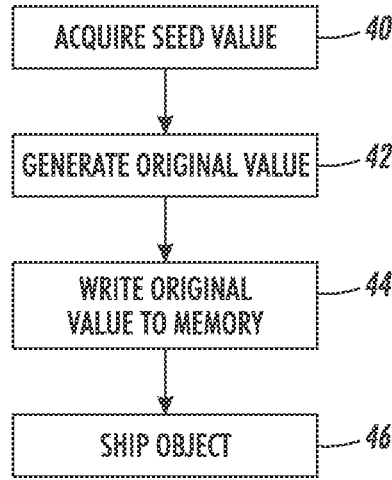 ACQUIRE SEED VALUE 40
GENERATE ORIGINAL VALUE 42
WRITE ORIGINAL 44
VALUE TO MEMORY
SHIP OBJECT 46